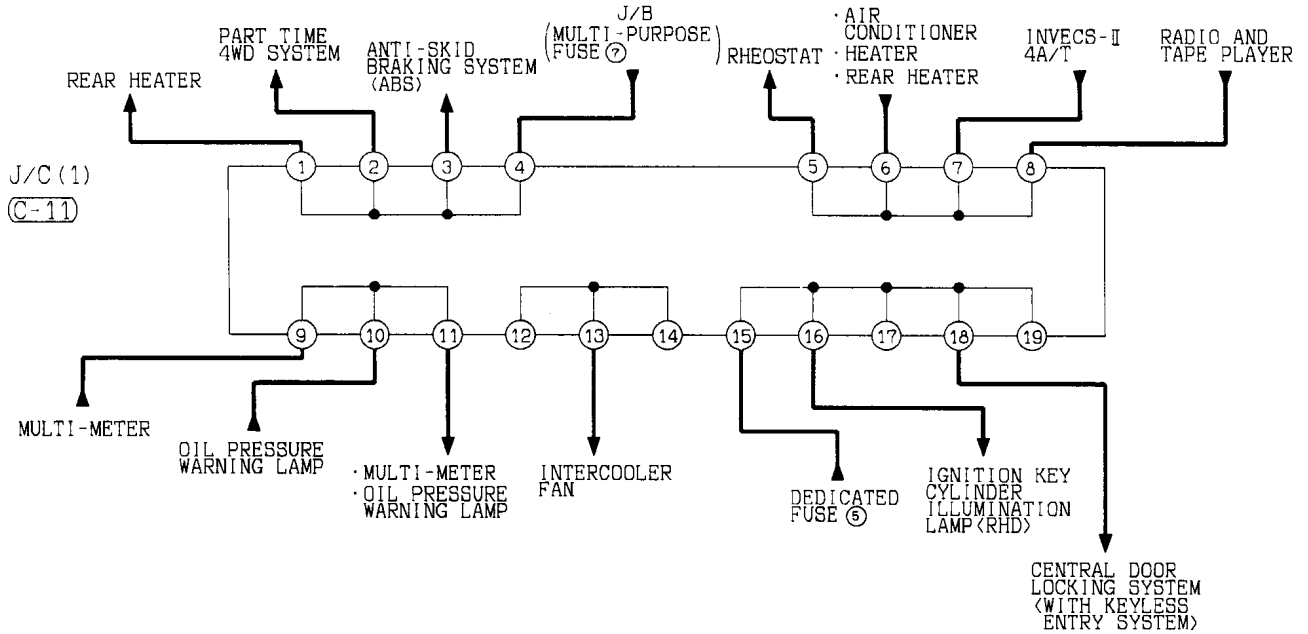 REAR HEATER
PART TIME
4WD SYSTEM
ANTI-SKID
BRAKING SYSTEM
(ABS)
J/B
(MULTI-PURPOSE
FUSE ⑦)
RHEOSTAT
· AIR
CONDITIONER
· HEATER
· REAR HEATER
INVECS-Ⅱ
4A/T
RADIO AND
TAPE PLAYER
J/C (1)
C-11
1 2 3 4 5 6 7 8
9 10 11 12 13 14 15 16 17 18 19
MULTI-METER
OIL PRESSURE
WARNING LAMP
· MULTI-METER
· OIL PRESSURE
WARNING LAMP
INTERCOOLER
FAN
DEDICATED
FUSE ⑤
IGNITION KEY
CYLINDER
ILLUMINATION
LAMP<RHD>
CENTRAL DOOR
LOCKING SYSTEM
<WITH KEYLESS
ENTRY SYSTEM>